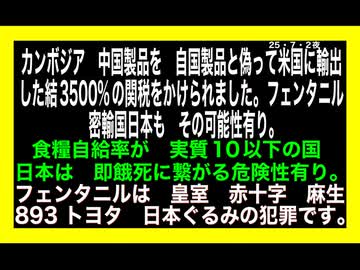 25・7・2夜
カンボジア　中国製品を　自国製品と偽って米国に輸出
した結3500%の関税をかけられました。フェンタニル
密輸国日本も　その可能性有り。
食糧自給率が　実質10以下の国
日本は　即餓死に繋がる危険性有り。
フェンタニルは　皇室　赤十字　麻生
893トヨタ　日本ぐるみの犯罪です。